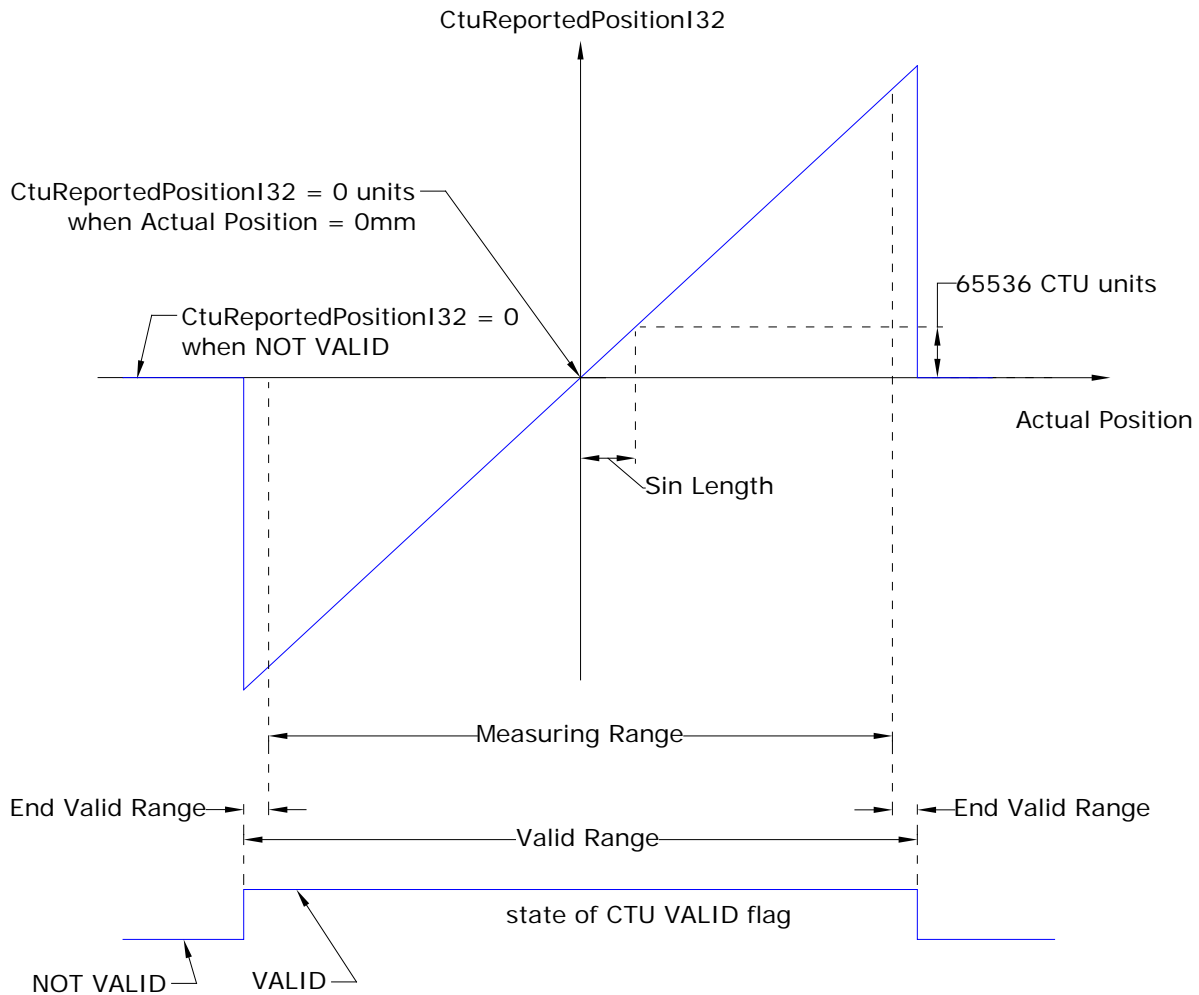 CtuReportedPositionI32
CtuReportedPositionI32 = 0 units
when Actual Position = 0mm
65536 CTU units
CtuReportedPositionI32 = 0
when NOT VALID
Actual Position
Sin Length
Measuring Range
End Valid Range
End Valid Range
Valid Range
state of CTU VALID flag
NOT VALID
VALID